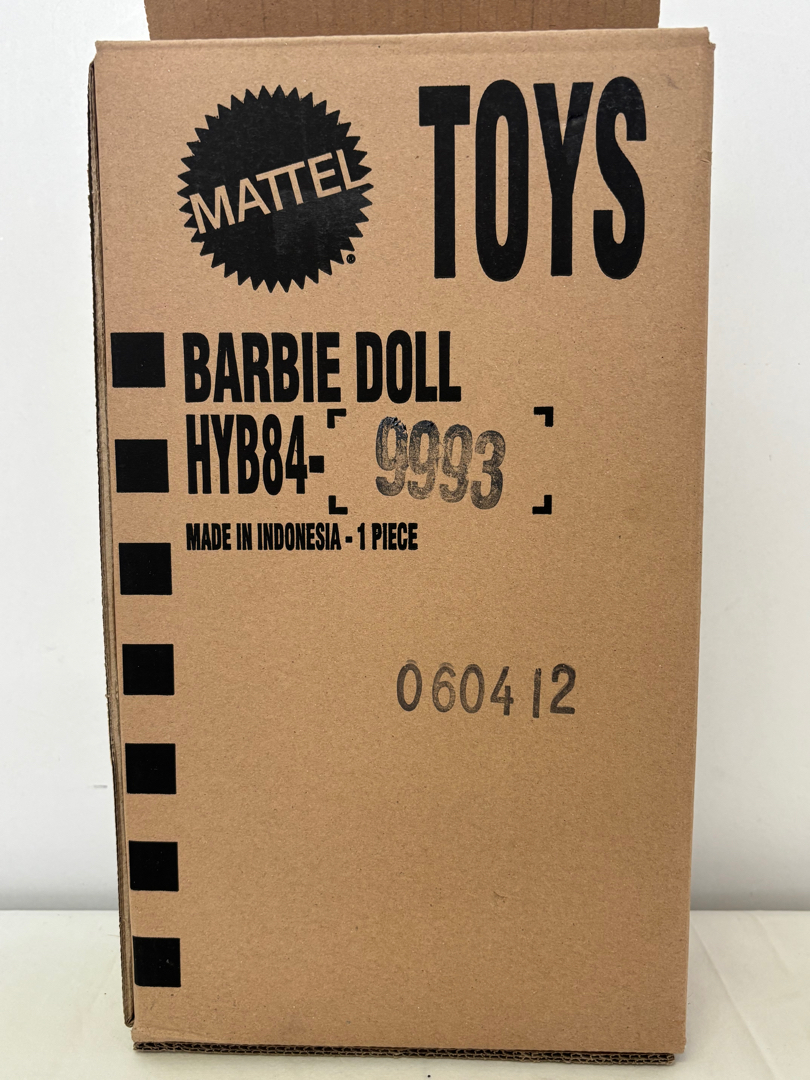 MATTEL®
TOYS
BARBIE DOLL
HYB84- 9993
MADE IN INDONESIA - 1 PIECE
060412